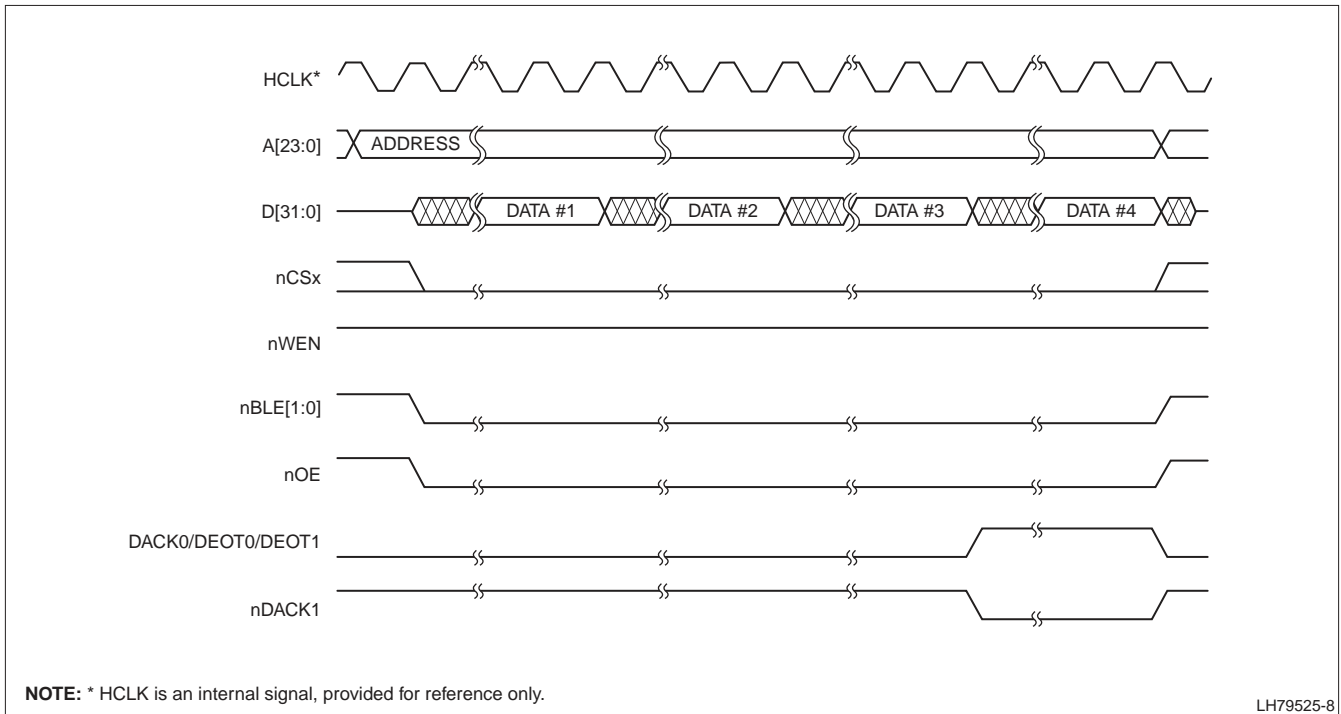 HCLK*
A[23:0]
ADDRESS
D[31:0]
DATA #1
DATA #2
DATA #3
DATA #4
nCSx
nWEN
nBLE[1:0]
nOE
DACK0/DEOT0/DEOT1
nDACK1
NOTE: * HCLK is an internal signal, provided for reference only.
LH79525-8